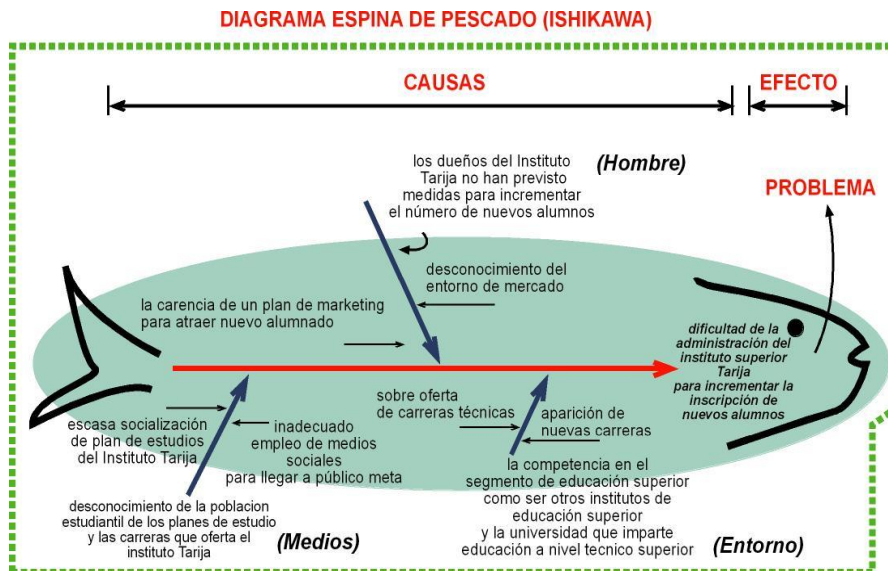 DIAGRAMA ESPINA DE PESCADO (ISHIKAWA)
CAUSAS
EFECTO
los dueños del Instituto
Tarija no han previsto
medidas para incrementar
el número de nuevos alumnos
(Hombre)
PROBLEMA
desconocimiento del
entorno de mercado
la carencia de un plan de marketing
para atraer nuevo alumnado
dificultad de la
administración del
instituto superior
Tarija
para incrementar la
inscripción de
nuevos alumnos
escasa socialización
de plan de estudios
del Instituto Tarija
inadecuado
empleo de medios
sociales
para llegar a público meta
sobre oferta
de carreras técnicas
aparición de
nuevas carreras
desconocimiento de la poblacion
estudiantil de los planes de estudio
y las carreras que oferta el
instituto Tarija
(Medios)
la competencia en el
segmento de educación superior
como ser otros institutos de
educación superior
y la universidad que imparte
educación a nivel tecnico superior
(Entorno)